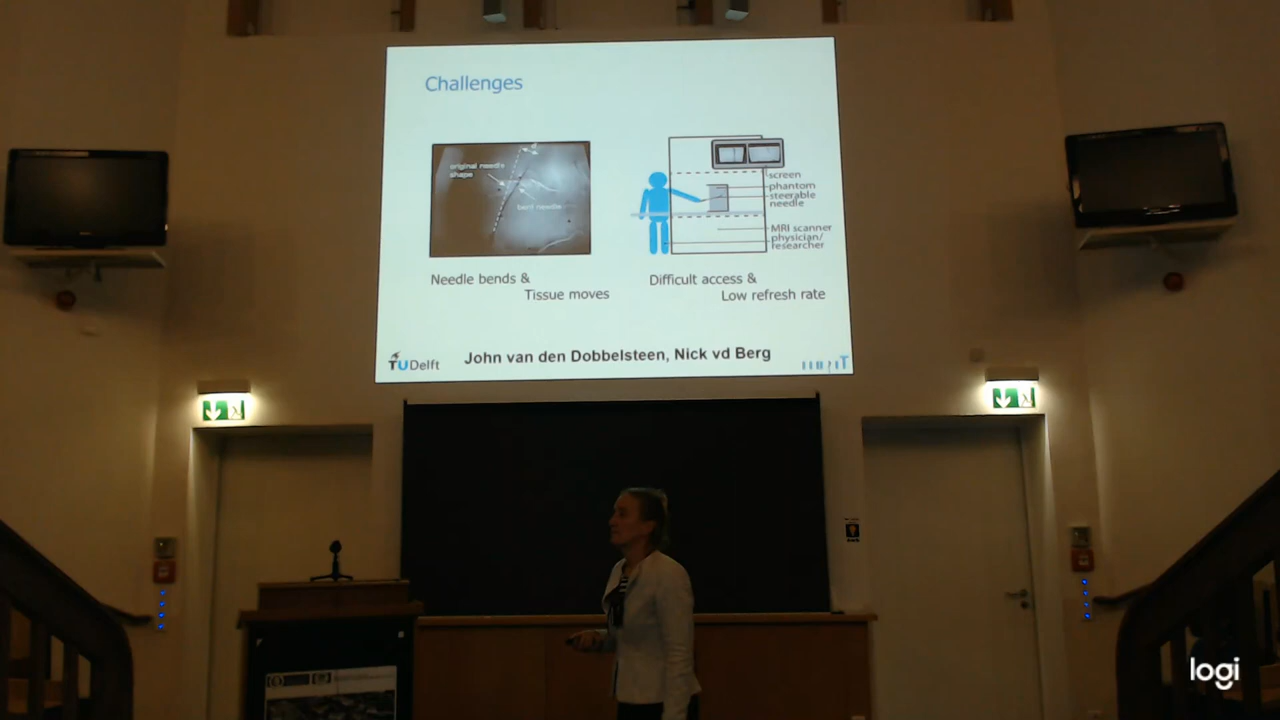 Challenges
original needle
shape
bent needle
screen
phantom
steerable
needle
MRI scanner
physician/
researcher
Needle bends &
Tissue moves
Difficult access &
Low refresh rate
John van den Dobbelsteen, Nick vd Berg
TUDelft
logi